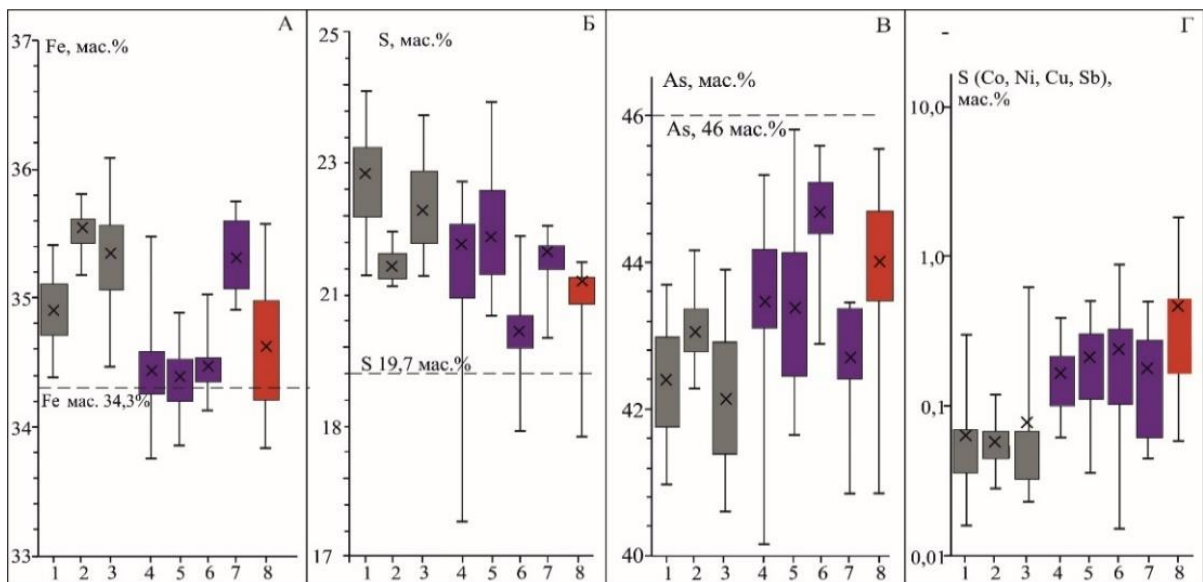 А
Fe, мас.%
37
36
35
34
33
Fe мас. 34,3%
1 2 3 4 5 6 7 8
Б
S, мас.%
25
23
21
18
17
S 19,7 мас.%
1 2 3 4 5 6 7 8
В
As, мас.%
46
44
42
40
As, 46 мас.%
1 2 3 4 5 6 7 8
Г
S (Co, Ni, Cu, Sb),
мас.%
10,0
1,0
0,1
0,01
1 2 3 4 5 6 7 8